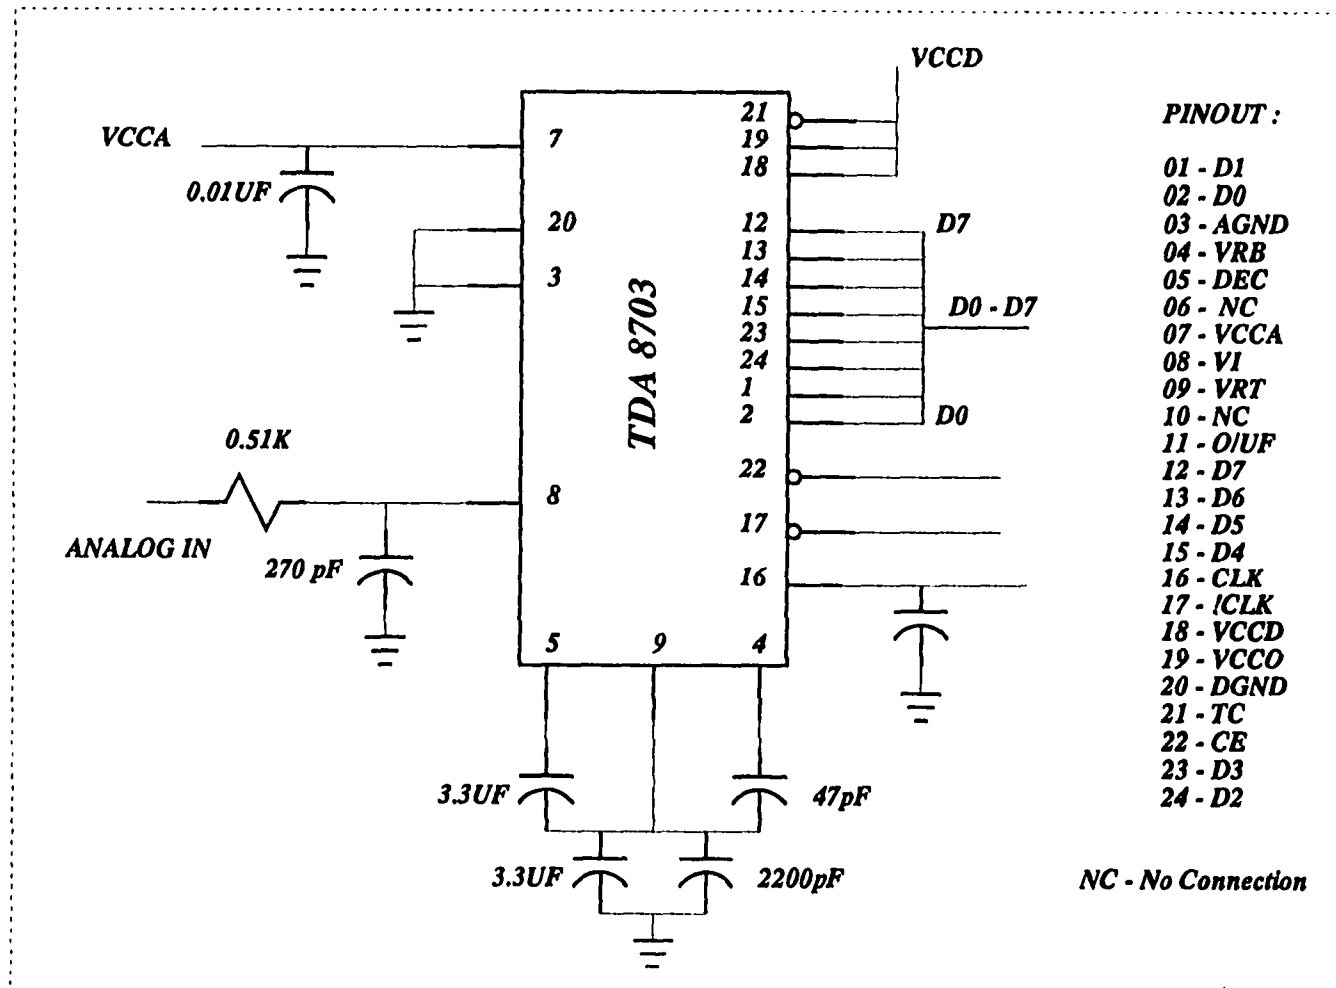 VCCD
VCCA
0.01UF
7
20
3
8
21
19
18
12
13
14
15
23
24
1
2
22
17
16
5
9
4
TDA 8703
D7
D0 - D7
D0
0.51K
ANALOG IN
270 pF
3.3UF
47pF
3.3UF
2200pF
PINOUT :
01 - D1
02 - D0
03 - AGND
04 - VRB
05 - DEC
06 - NC
07 - VCCA
08 - VI
09 - VRT
10 - NC
11 - O/UF
12 - D7
13 - D6
14 - D5
15 - D4
16 - CLK
17 - !CLK
18 - VCCD
19 - VCCO
20 - DGND
21 - TC
22 - CE
23 - D3
24 - D2
NC - No Connection